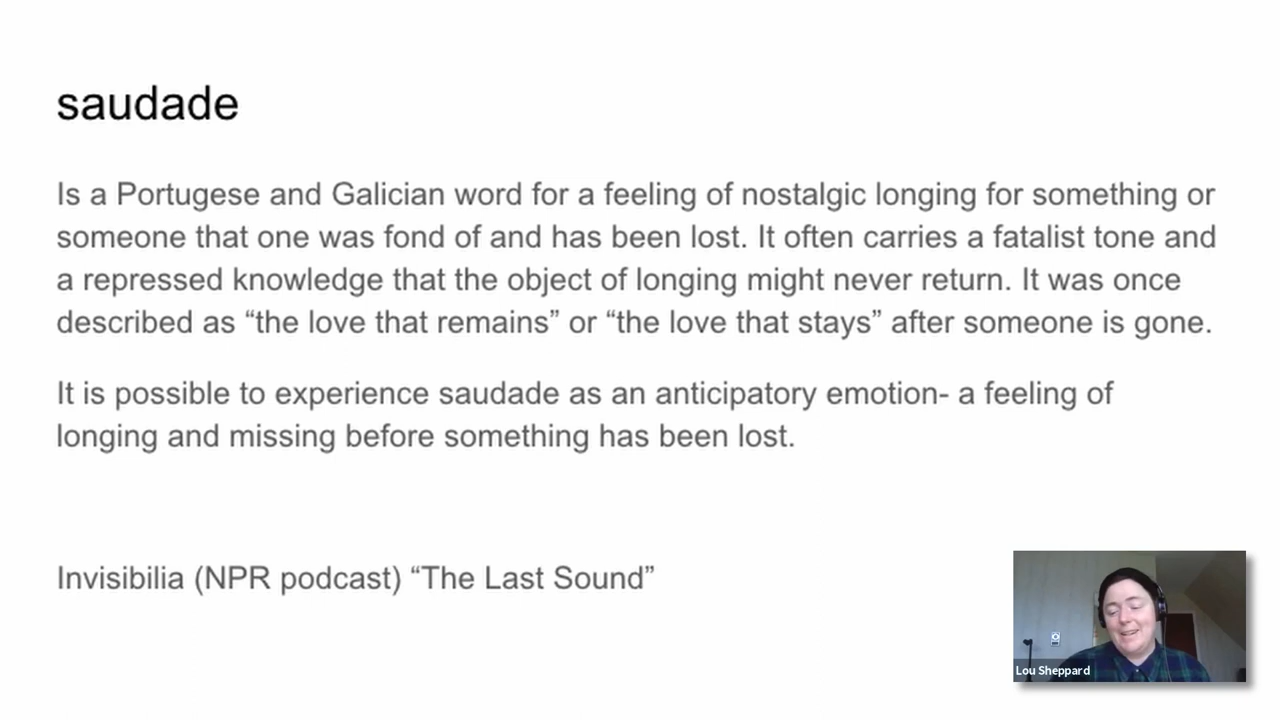 saudade
Is a Portugese and Galician word for a feeling of nostalgic longing for something or
someone that one was fond of and has been lost. It often carries a fatalist tone and
a repressed knowledge that the object of longing might never return. It was once
described as “the love that remains” or “the love that stays” after someone is gone.
It is possible to experience saudade as an anticipatory emotion- a feeling of
longing and missing before something has been lost.
Invisibilia (NPR podcast) “The Last Sound”
Lou Sheppard